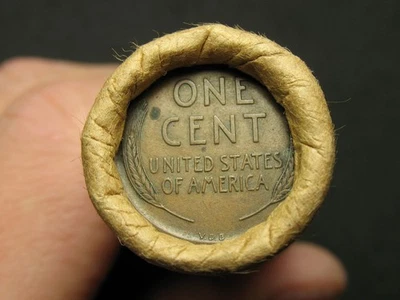 ONE
CENT
UNITED STATES
OF AMERICA
V.D.B.